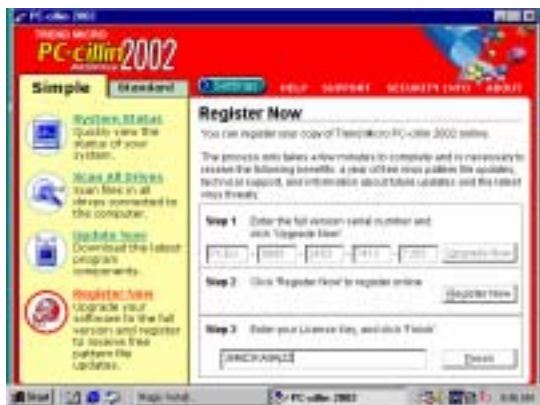 PC-cillin 2002
TREND MICRO
PC-cillin 2002
Simple
Standard
Settings
HELP
SUPPORT
SECURITY INFO
ABOUT
System Status
Quickly view the
status of your
system.
Scan All Drives
Scan files in all
drives connected to
the computer.
Update Now
Download the latest
program
components.
Register Now
Upgrade your
software to the full
version and register
to receive free
pattern file
updates.
Register Now
You can register your copy of Trend Micro PC-cillin 2002 online.
The process only takes a few minutes to complete and is necessary to
receive the following benefits: a year of free virus pattern file updates,
technical support, and information about future updates and the latest
virus threats.
Step 1
Enter the full version serial number and
click 'Upgrade Now'
Upgrade Now
Step 2
Click 'Register Now' to register online
Register Now
Step 3
Enter your License Key, and click 'Finish'
Finish
Start
PC-cillin 2002